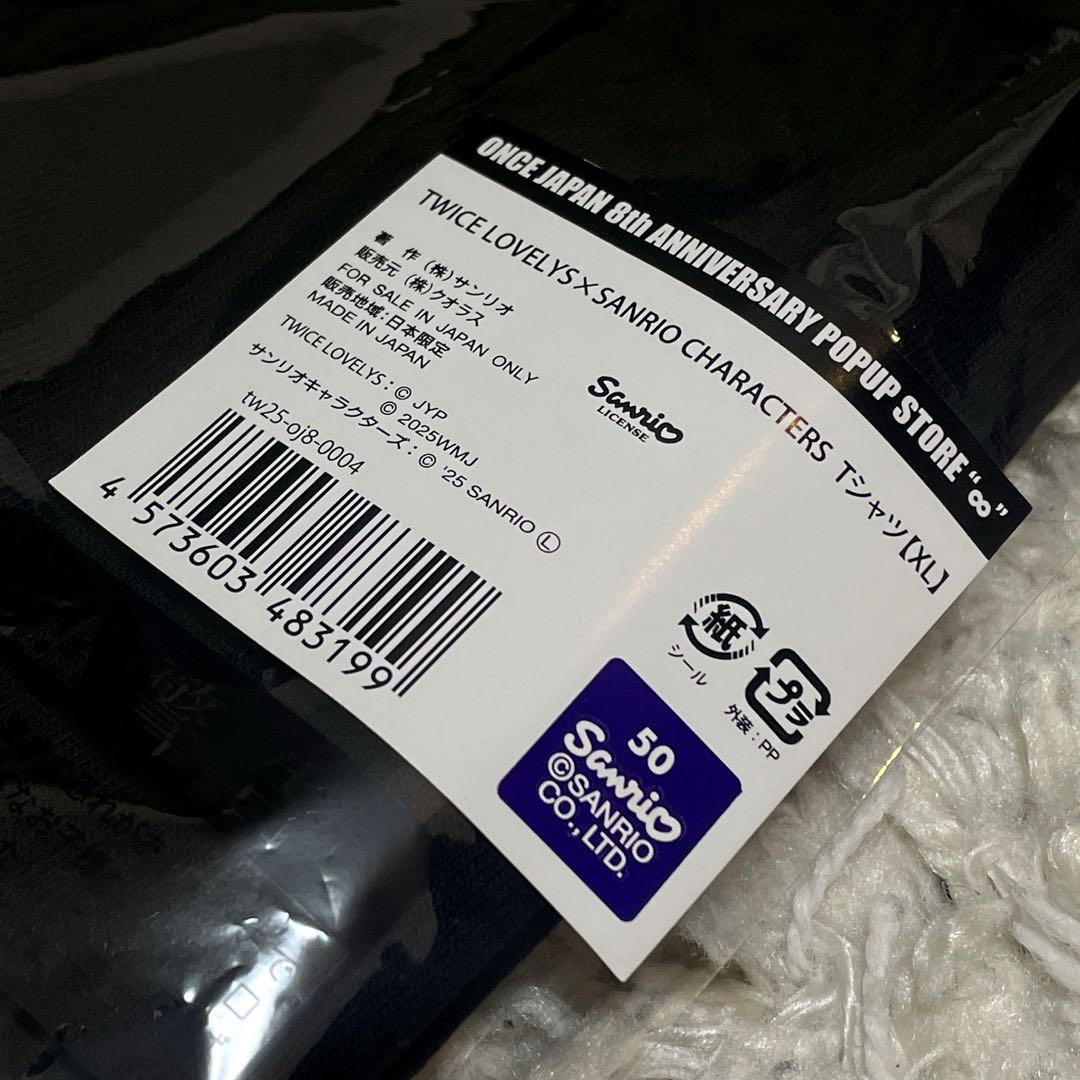 ONCE JAPAN 8th ANNIVERSARY POPUP STORE “∞”
TWICE LOVELYS×SANRIO CHARACTERS Tシャツ【XL】
著 作 (株)サンリオ
販売元 (株)クオラス
FOR SALE IN JAPAN ONLY
販売地域:日本限定
MADE IN JAPAN
TWICE LOVELYS:© JYP
© 2025WMJ
サンリオキャラクターズ:© '25 SANRIO Ⓛ
tw25-oj8-0004
4 573603 483199
Sanrio
LICENSE
紙
シール
プラ
外装:PP
50
Sanrio
©SANRIO
CO.,LTD.